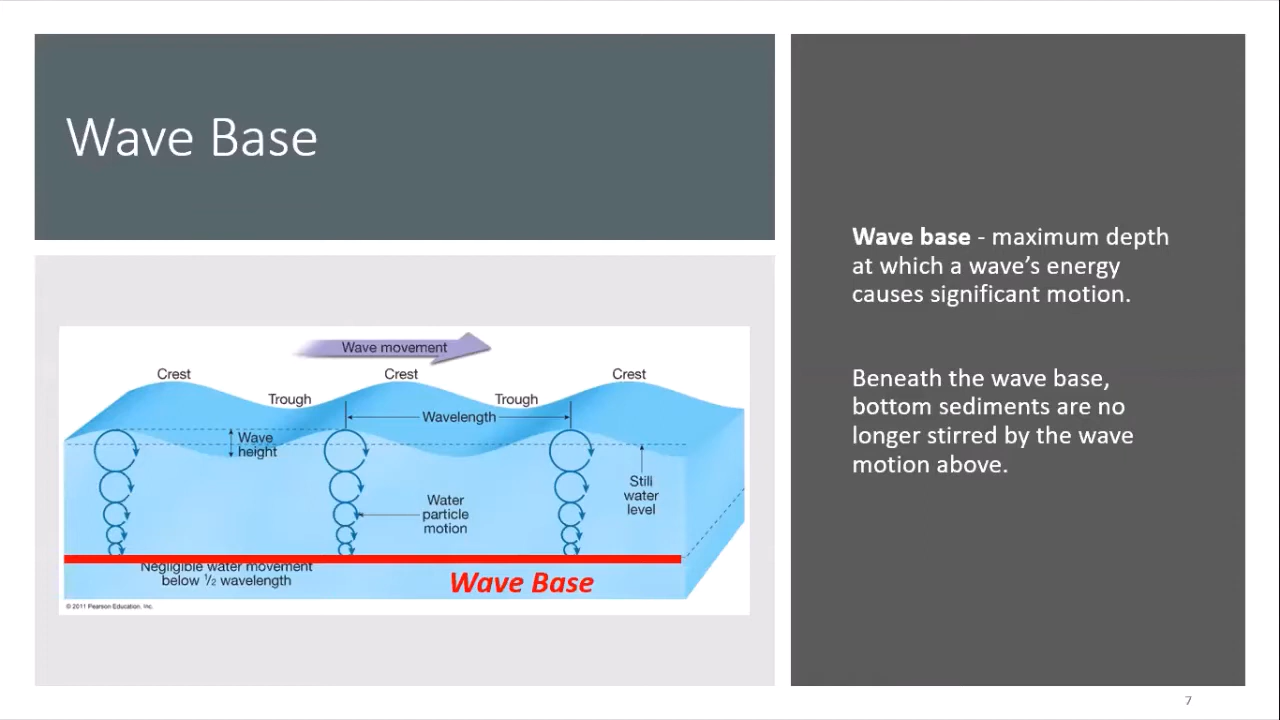 Wave Base
Wave base - maximum depth
at which a wave’s energy
causes significant motion.
Beneath the wave base,
bottom sediments are no
longer stirred by the wave
motion above.
Wave movement
Crest
Crest
Crest
Trough
Trough
Wavelength
Wave
height
Still
water
level
Water
particle
motion
Negligible water movement
below 1/2 wavelength
Wave Base
© 2011 Pearson Education, Inc.
7